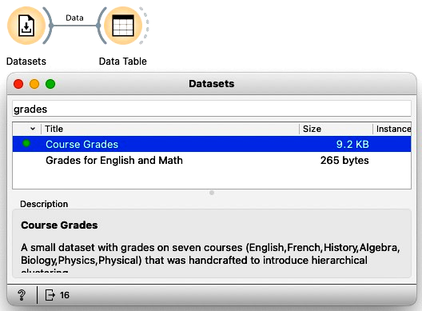 Data
Datasets
Data Table
Datasets
grades
Title
Size
Instance
Course Grades
9.2 KB
Grades for English and Math
265 bytes
Description
Course Grades
A small dataset with grades on seven courses (English,French,History,Algebra,
Biology,Physics,Physical) that was handcrafted to introduce hierarchical
clustering.
? 16